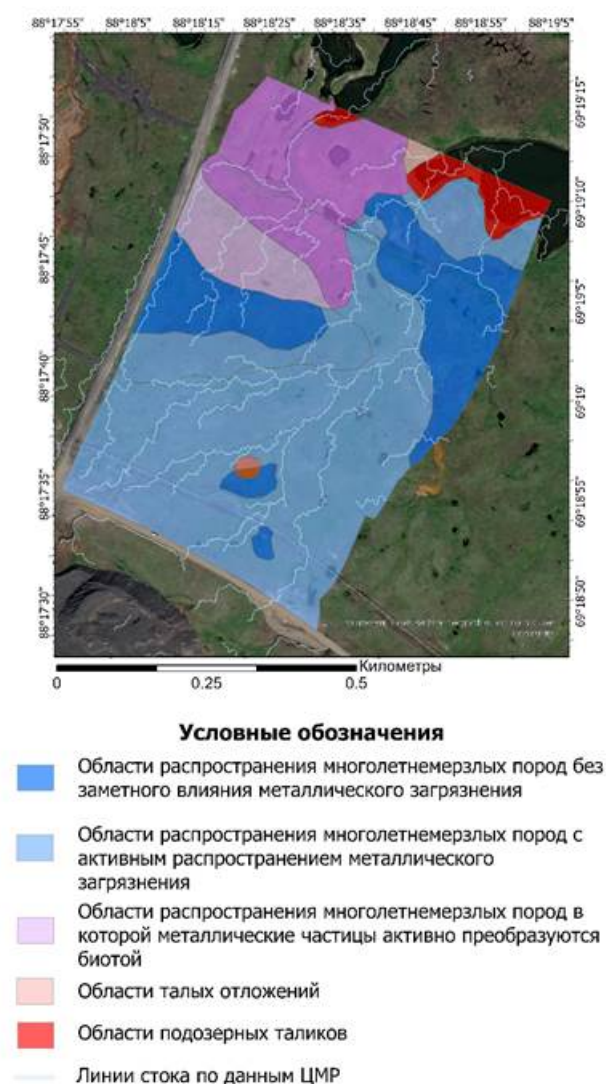 88°17'55" 88°18'5" 88°18'15" 88°18'25" 88°18'35" 88°18'45" 88°18'55" 88°19'5"
88°17'50"
88°17'45"
88°17'40"
88°17'35"
88°17'30"
69°19'15"
69°19'10"
69°19'5"
69°19'
69°18'55"
69°18'50"
Километры
0 0.25 0.5
Условные обозначения
Области распространения многолетнемерзлых пород без
заметного влияния металлического загрязнения
Области распространения многолетнемерзлых пород с
активным распространением металлического
загрязнения
Области распространения многолетнемерзлых пород в
которой металлические частицы активно преобразуются
биотой
Области талых отложений
Области подозерных таликов
Линии стока по данным ЦМР